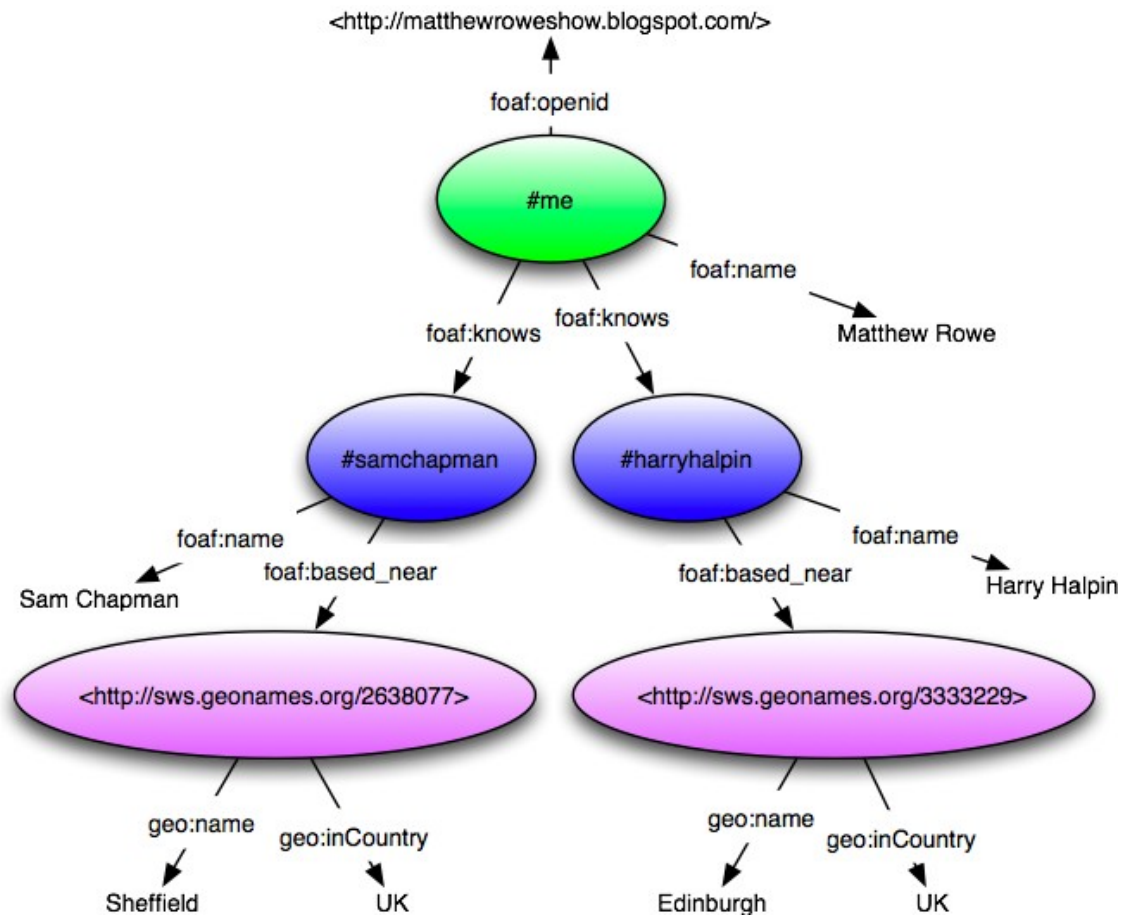 <http://matthewroweshow.blogspot.com/>
foaf:openid
#me
foaf:name
foaf:knows
foaf:knows
Matthew Rowe
#samchapman
#harryhalpin
foaf:name
foaf:name
foaf:based_near
foaf:based_near
Sam Chapman
Harry Halpin
<http://sws.geonames.org/2638077>
<http://sws.geonames.org/3333229>
geo:name
geo:inCountry
geo:name
geo:inCountry
Sheffield
UK
Edinburgh
UK